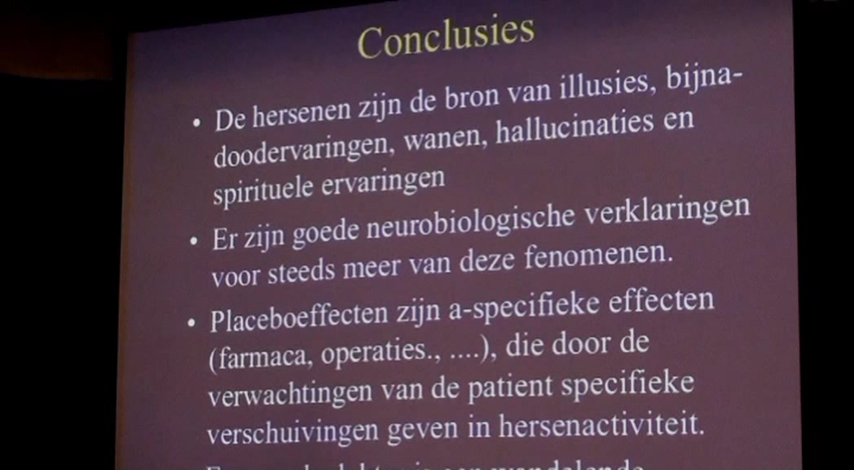 Conclusies
• De hersenen zijn de bron van illusies, bijna-
doodervaringen, wanen, hallucinaties en
spirituele ervaringen
• Er zijn goede neurobiologische verklaringen
voor steeds meer van deze fenomenen.
• Placeboeffecten zijn a-specifieke effecten
(farmaca, operaties., ....), die door de
verwachtingen van de patient specifieke
verschuivingen geven in hersenactiviteit.